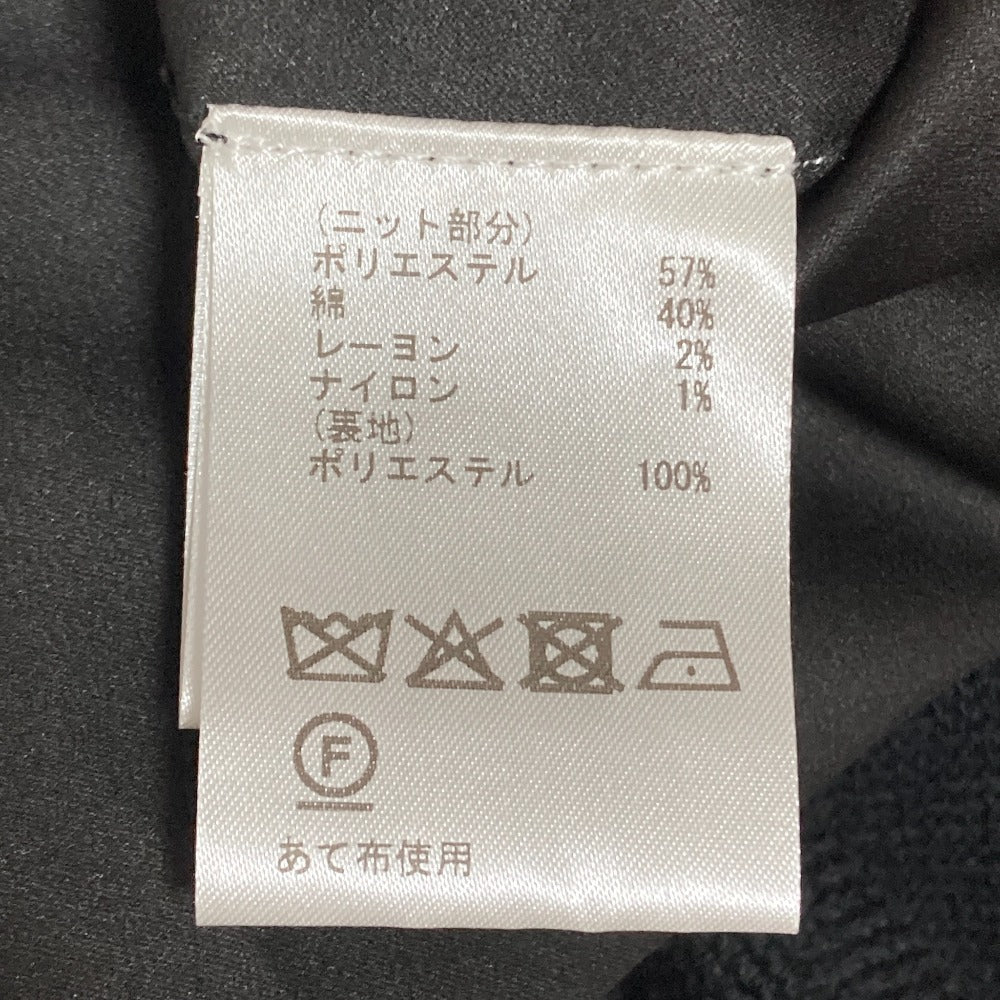 (ニット部分)
ポリエステル 57%
綿 40%
レーヨン 2%
ナイロン 1%
(裏地)
ポリエステル 100%
F
あて布使用